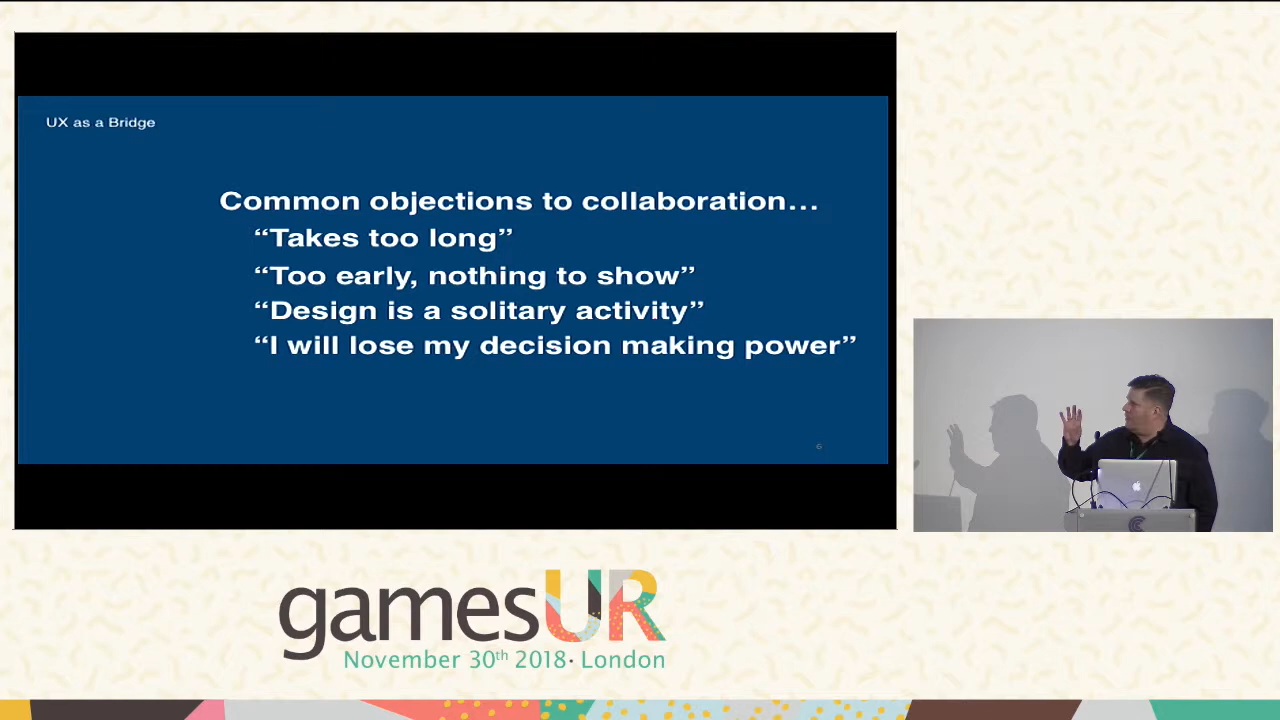 UX as a Bridge
Common objections to collaboration…
“Takes too long”
“Too early, nothing to show”
“Design is a solitary activity”
“I will lose my decision making power”
6
gamesUR
November 30th 2018 · London